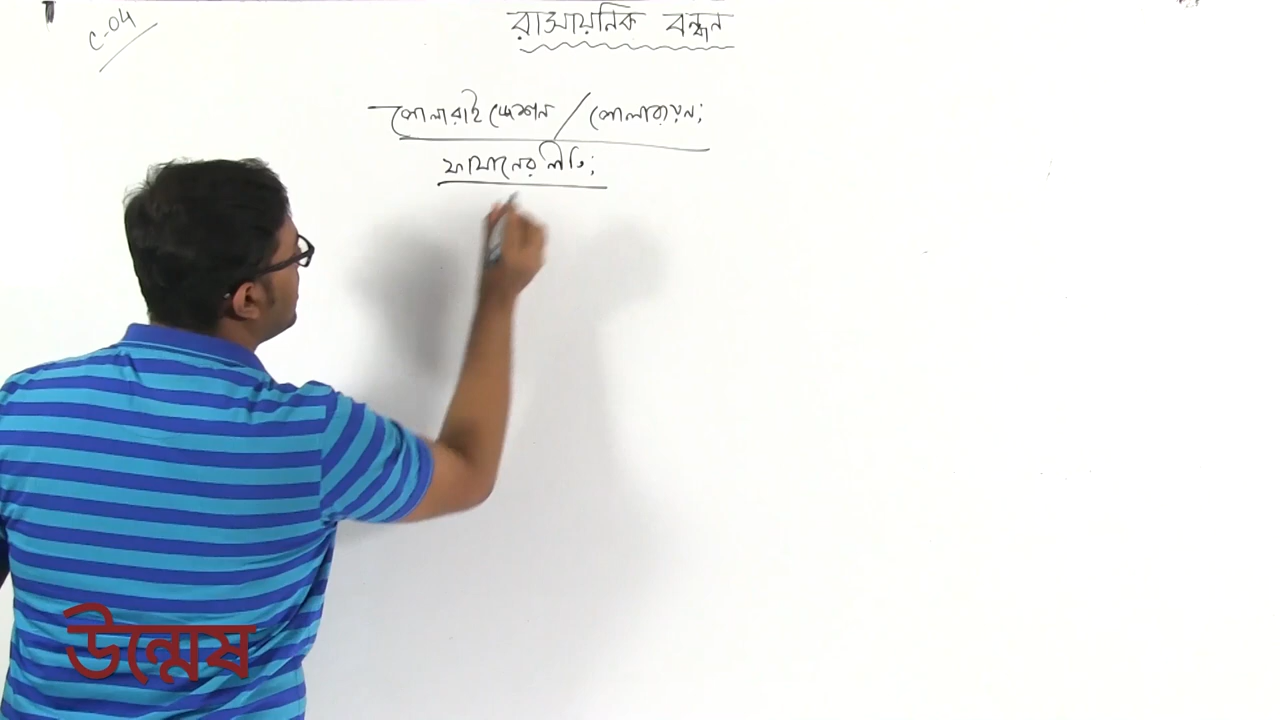 C-04
রাসায়নিক বন্ধন
পোলারাইজেশন / পোলারায়ন;
ফাযানের নীতি;
উন্মেষ